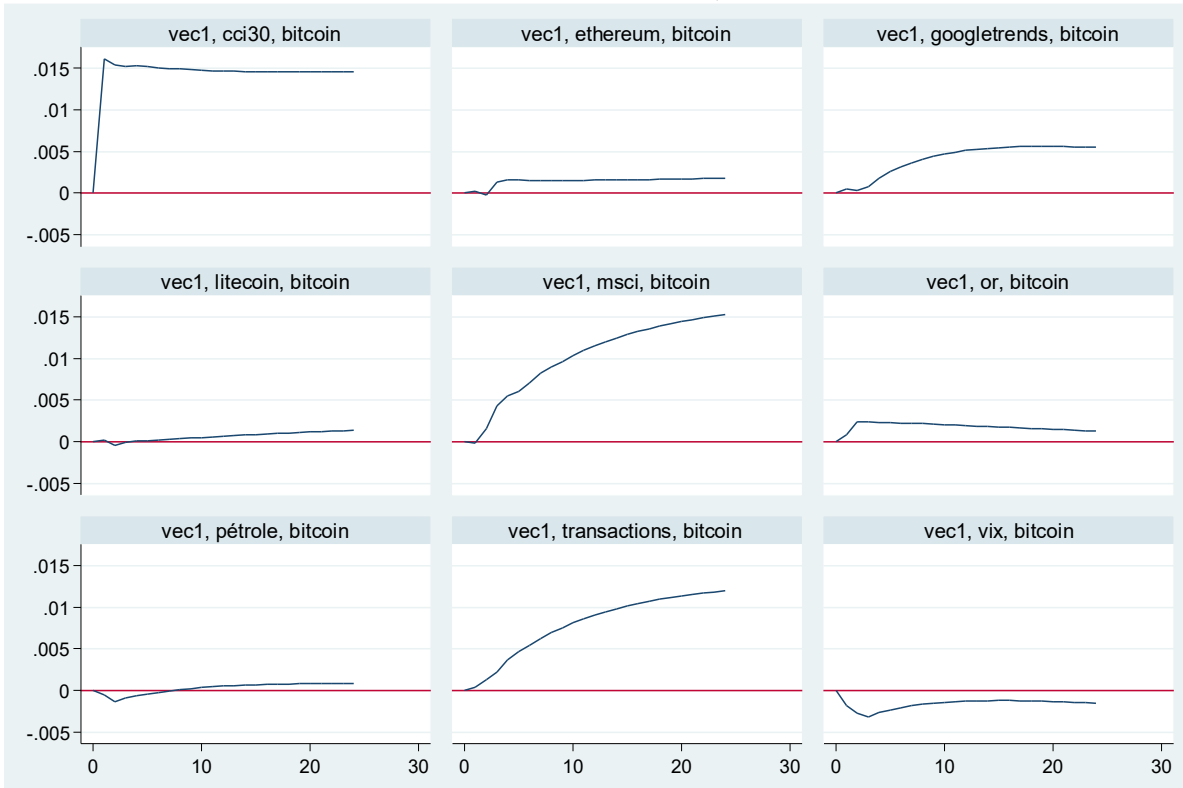 vec1, cci30, bitcoin
vec1, ethereum, bitcoin
vec1, googletrends, bitcoin
.015
.01
.005
0
-.005
vec1, litecoin, bitcoin
vec1, msci, bitcoin
vec1, or, bitcoin
.015
.01
.005
0
-.005
vec1, pétrole, bitcoin
vec1, transactions, bitcoin
vec1, vix, bitcoin
.015
.01
.005
0
-.005
0 10 20 30
0 10 20 30
0 10 20 30